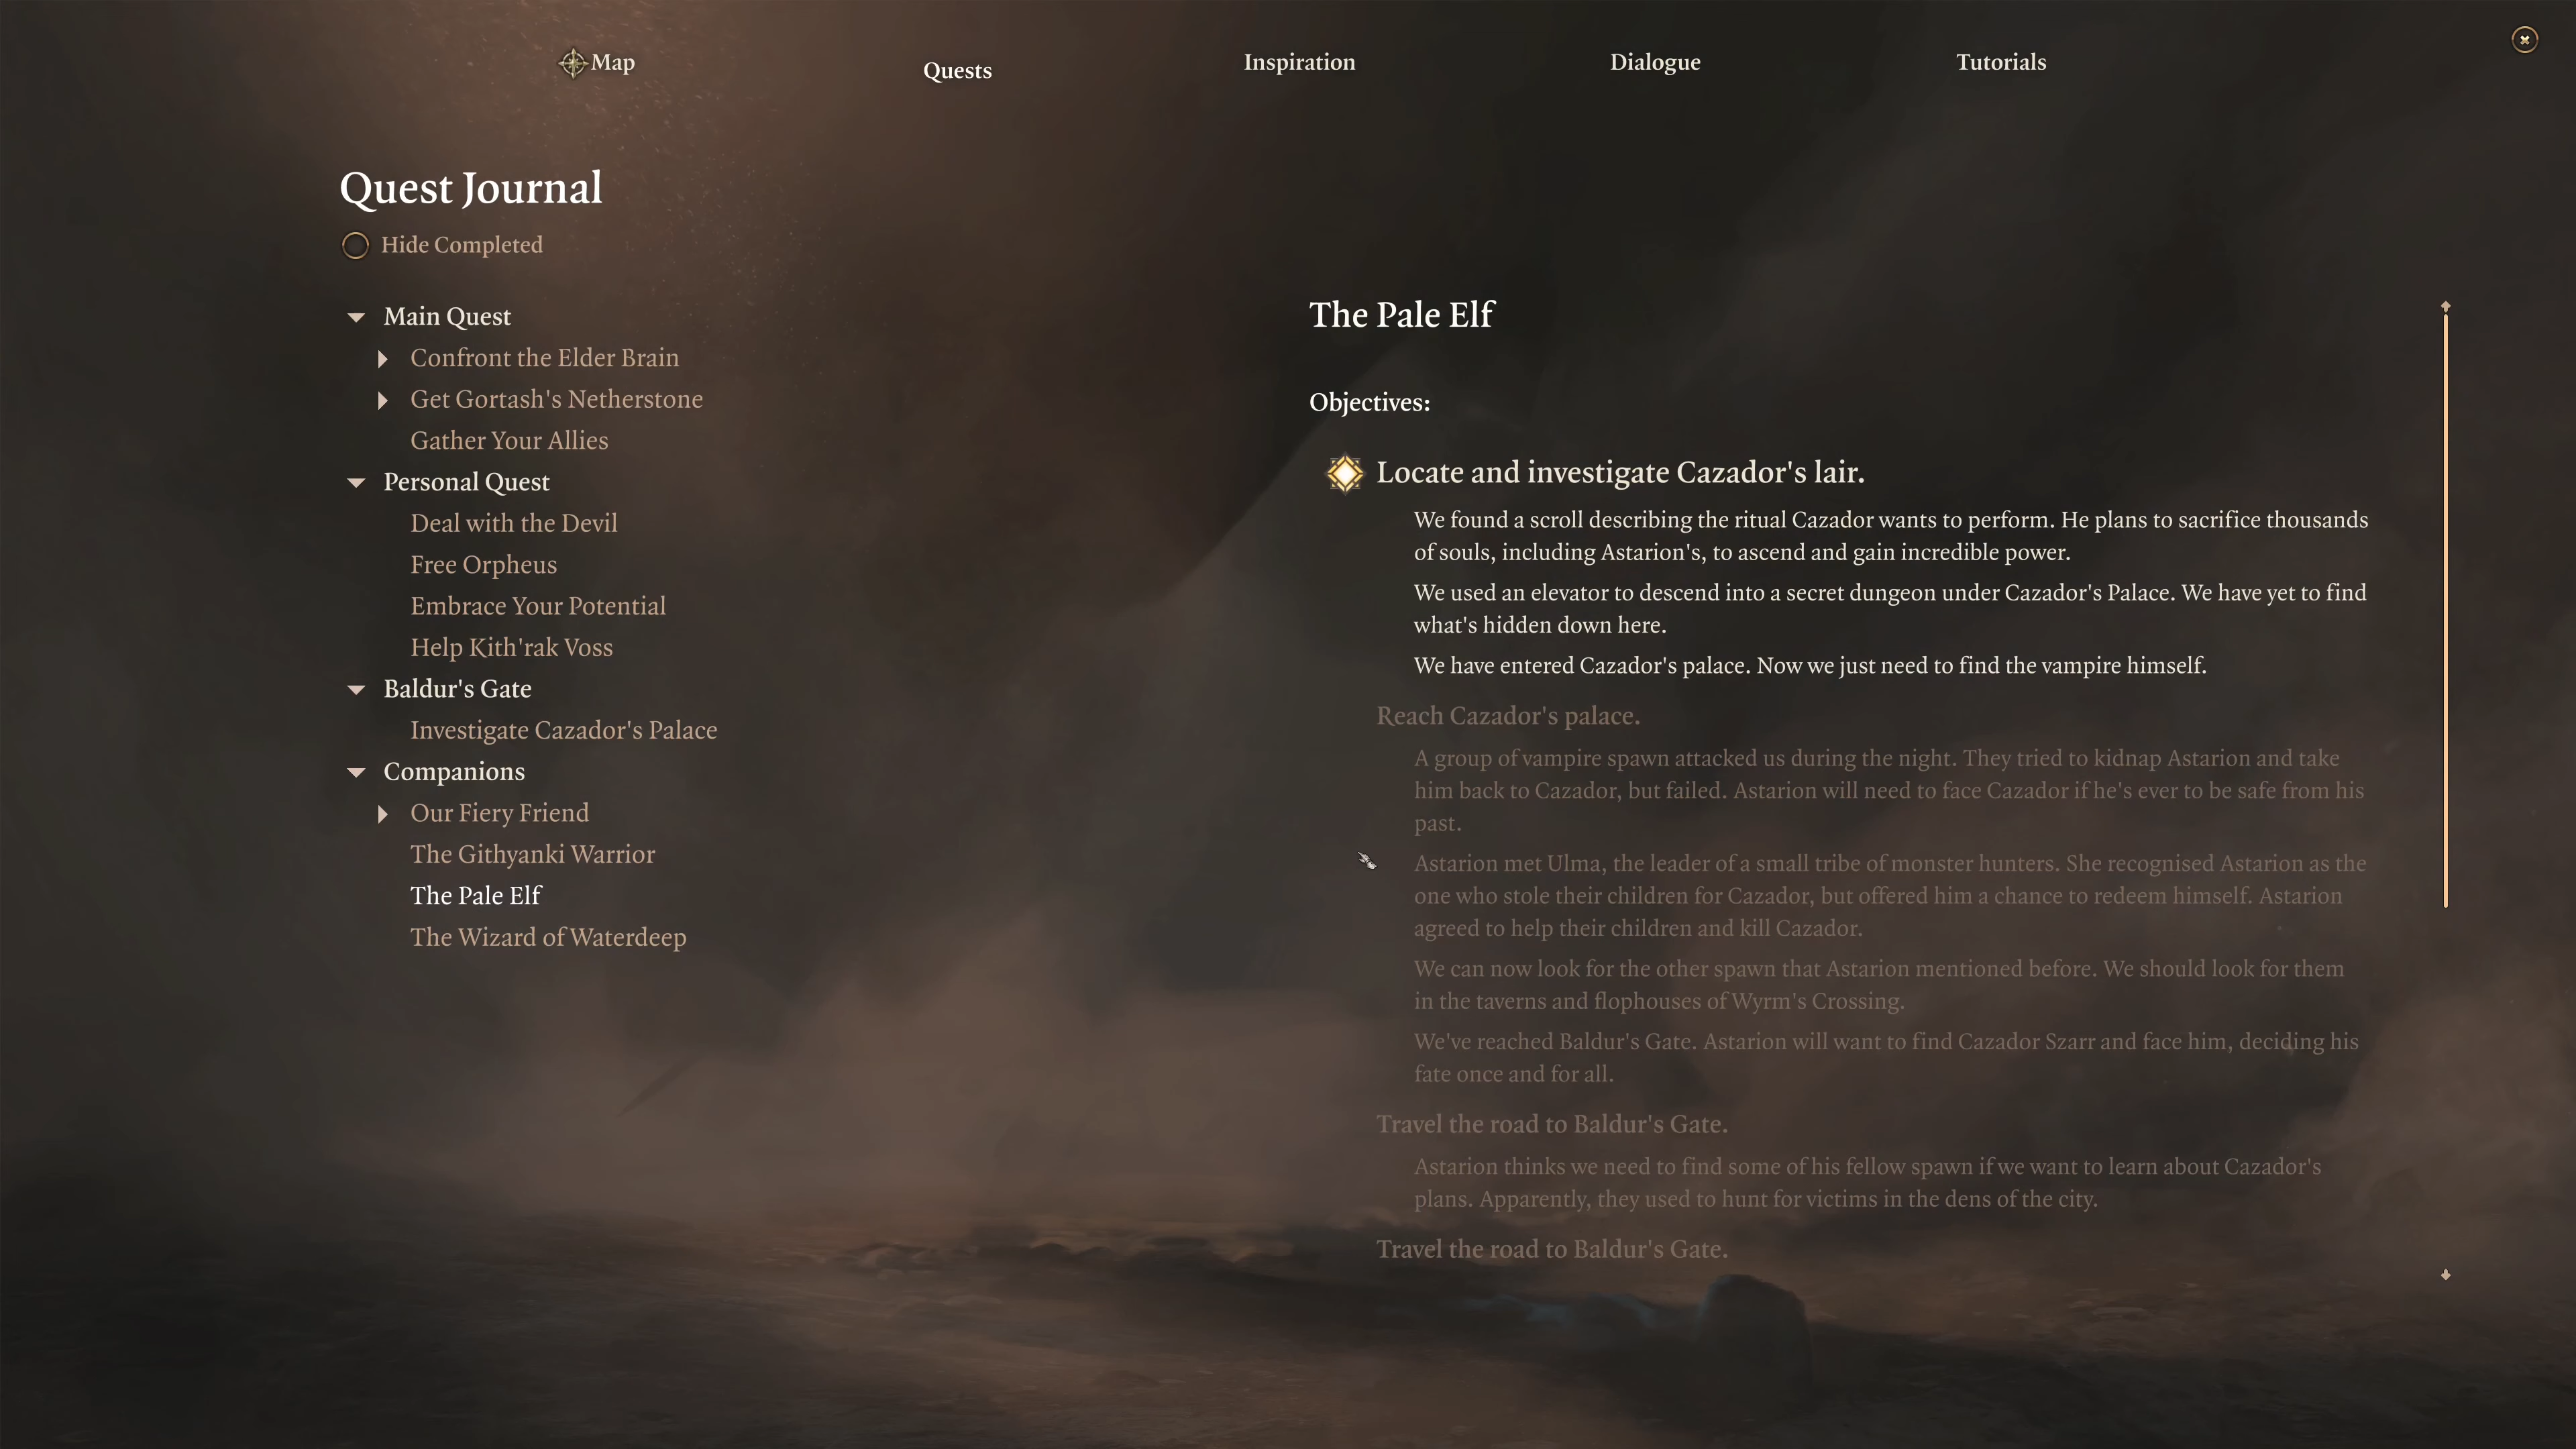 Map
Quests
Inspiration
Dialogue
Tutorials
Quest Journal
Hide Completed
Main Quest
Confront the Elder Brain
Get Gortash's Netherstone
Gather Your Allies
Personal Quest
Deal with the Devil
Free Orpheus
Embrace Your Potential
Help Kith'rak Voss
Baldur's Gate
Investigate Cazador's Palace
Companions
Our Fiery Friend
The Githyanki Warrior
The Pale Elf
The Wizard of Waterdeep
The Pale Elf
Objectives:
Locate and investigate Cazador's lair.
We found a scroll describing the ritual Cazador wants to perform. He plans to sacrifice thousands
of souls, including Astarion's, to ascend and gain incredible power.
We used an elevator to descend into a secret dungeon under Cazador's Palace. We have yet to find
what's hidden down here.
We have entered Cazador's palace. Now we just need to find the vampire himself.
Reach Cazador's palace.
A group of vampire spawn attacked us during the night. They tried to kidnap Astarion and take
him back to Cazador, but failed. Astarion will need to face Cazador if he's ever to be safe from his
past.
Astarion met Ulma, the leader of a small tribe of monster hunters. She recognised Astarion as the
one who stole their children for Cazador, but offered him a chance to redeem himself. Astarion
agreed to help their children and kill Cazador.
We can now look for the other spawn that Astarion mentioned before. We should look for them
in the taverns and flophouses of Wyrm's Crossing.
We've reached Baldur's Gate. Astarion will want to find Cazador Szarr and face him, deciding his
fate once and for all.
Travel the road to Baldur's Gate.
Astarion thinks we need to find some of his fellow spawn if we want to learn about Cazador's
plans. Apparently, they used to hunt for victims in the dens of the city.
Travel the road to Baldur's Gate.